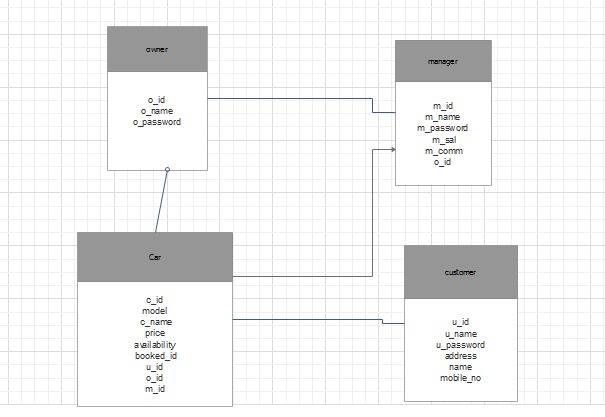 owner
o_id
o_name
o_password
manager
m_id
m_name
m_password
m_sal
m_comm
o_id
Car
c_id
model
c_name
price
availability
booked_id
u_id
o_id
m_id
customer
u_id
u_name
u_password
address
name
mobile_no